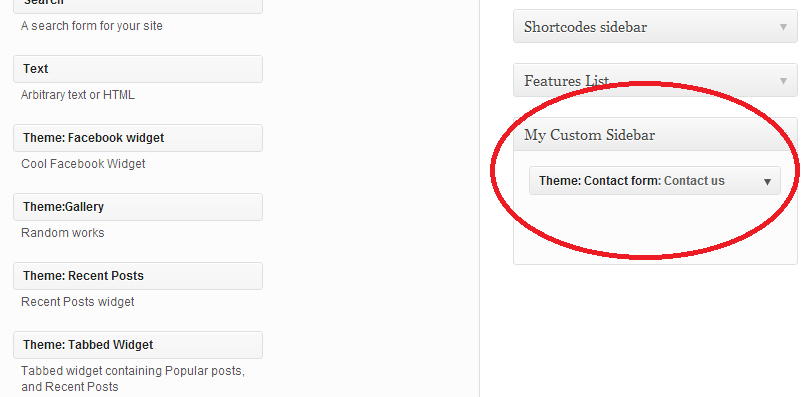 Search
A search form for your site
Text
Arbitrary text or HTML
Theme: Facebook widget
Cool Facebook Widget
Theme:Gallery
Random works
Theme: Recent Posts
Recent Posts widget
Theme: Tabbed Widget
Tabbed widget containing Popular posts,
and Recent Posts
Shortcodes sidebar
Features List
My Custom Sidebar
Theme: Contact form: Contact us